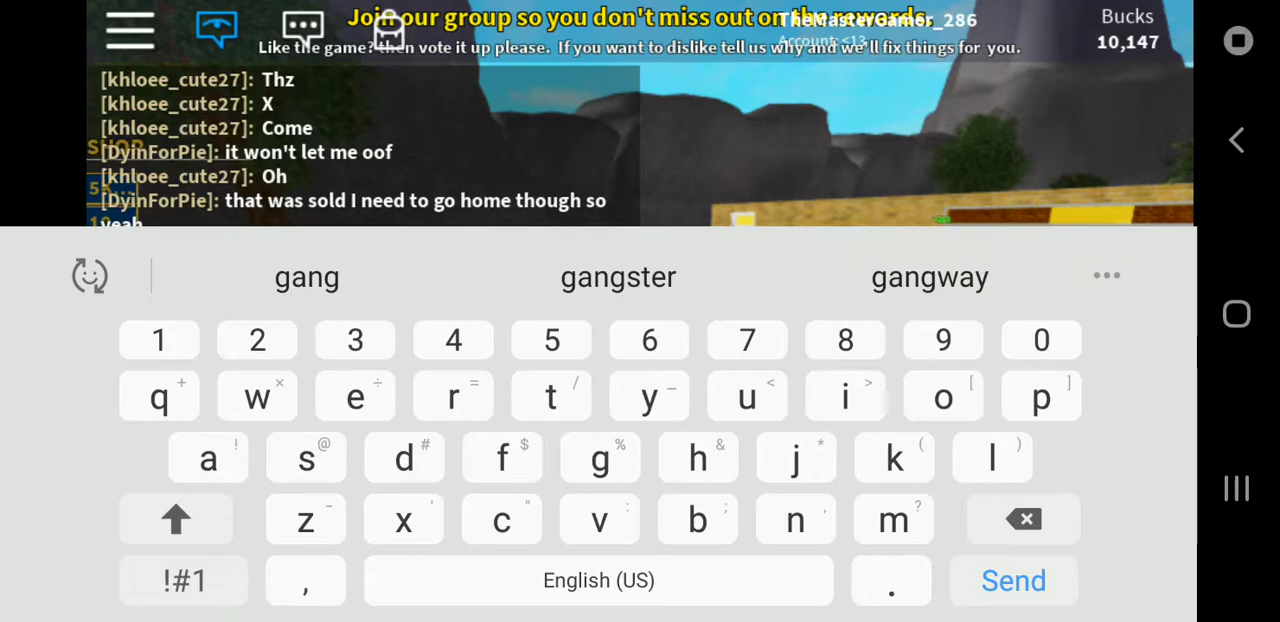 Join our group so you don't miss out on the rewards.
TheMasterGamer_286
Account: <13
Bucks
10,147
Like the game? then vote it up please. If you want to dislike tell us why and we'll fix things for you.
[khloee_cute27]: Thz
[khloee_cute27]: X
[khloee_cute27]: Come
SHOP
[DyinForPie]: it won't let me oof
[khloee_cute27]: Oh
[DyinForPie]: that was sold I need to go home though so
yeah
gang gangster gangway
1 2 3 4 5 6 7 8 9 0
q + w × e ÷ r = t / y _ u < i > o [ p ]
a ! s @ d # f $ g % h & j * k ( l )
z - x ' c " v : b ; n , m ?
!#1 , English (US) . Send